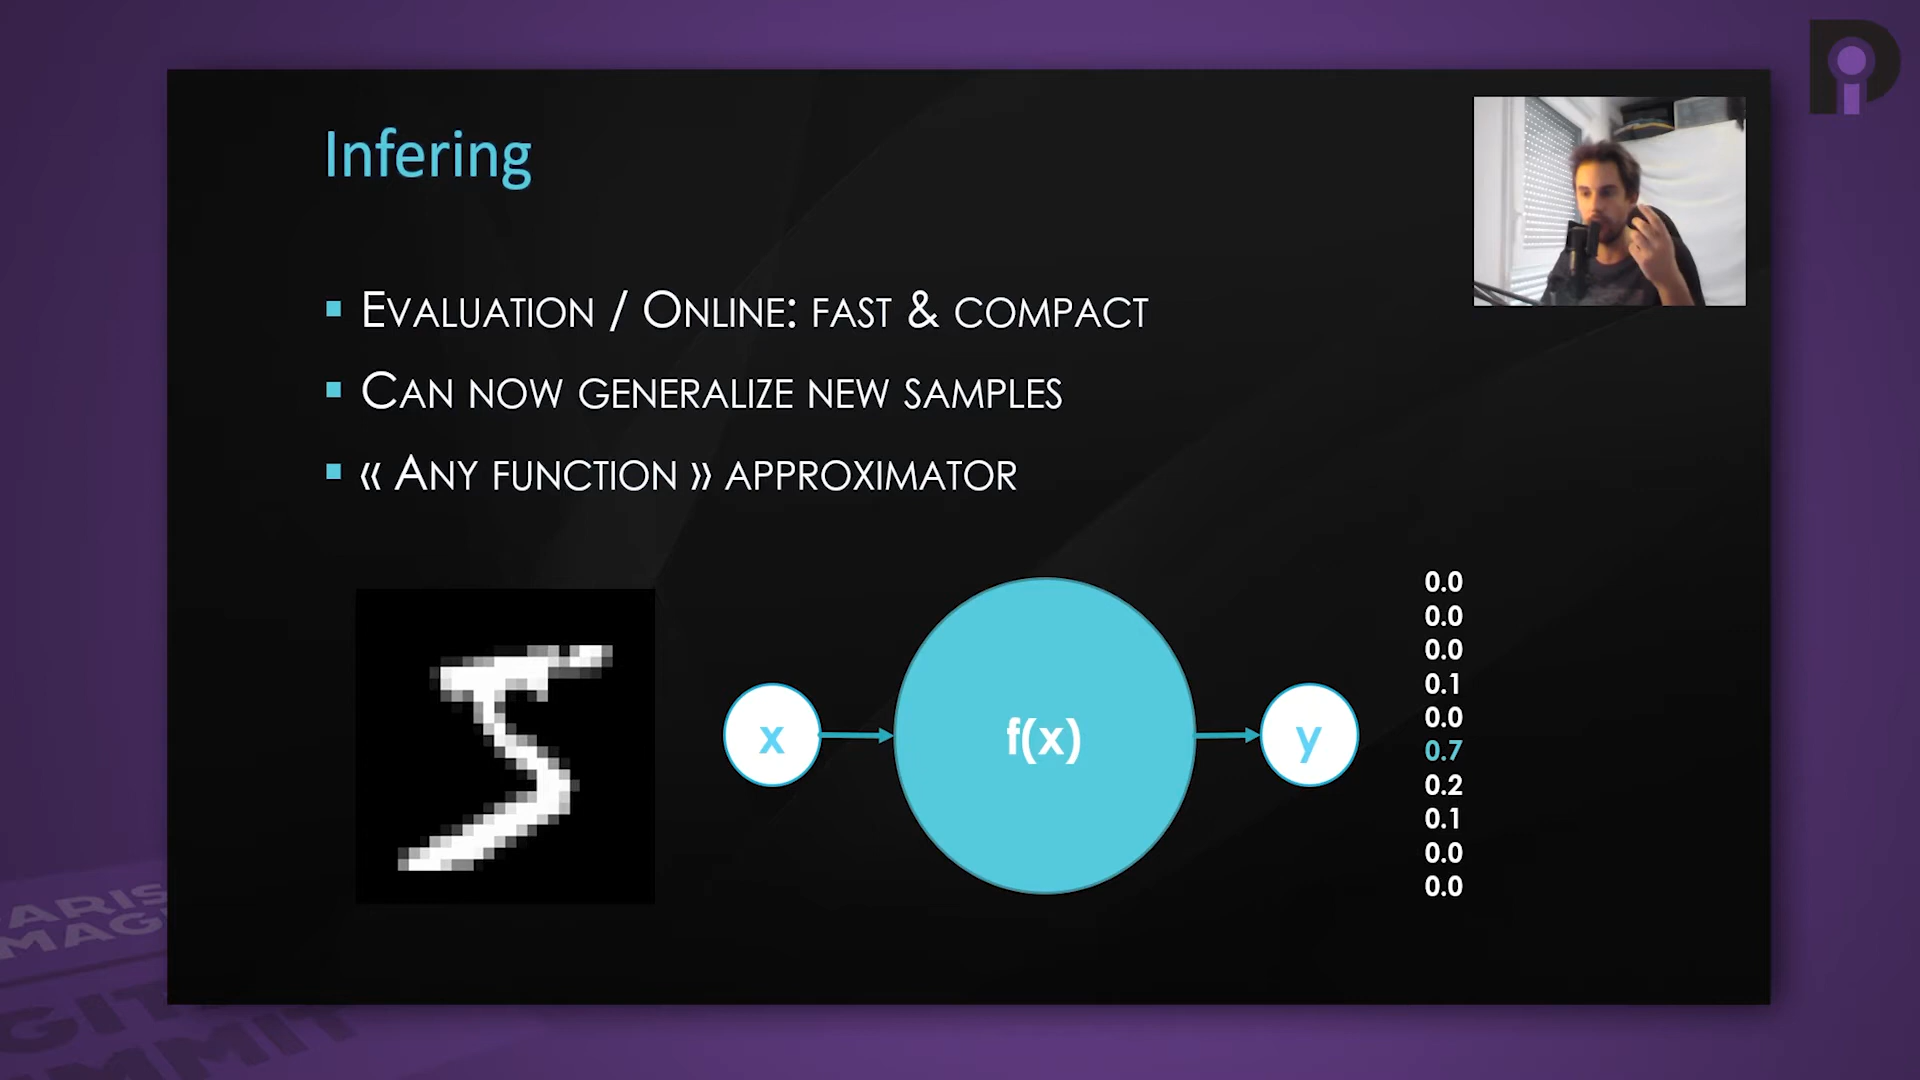 Infering
▪ EVALUATION / ONLINE: FAST & COMPACT
▪ CAN NOW GENERALIZE NEW SAMPLES
▪ « ANY FUNCTION » APPROXIMATOR
x
f(x)
y
0.0
0.0
0.0
0.1
0.0
0.7
0.2
0.1
0.0
0.0